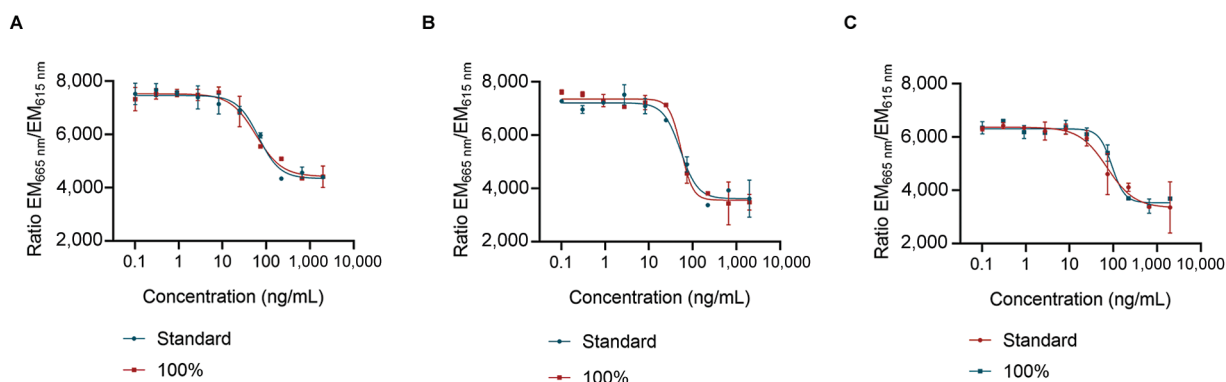 A
Ratio EM665 nm/EM615 nm
8,000
6,000
4,000
2,000
0.1 1 10 100 1,000 10,000
Concentration (ng/mL)
Standard
100%
B
Ratio EM665 nm/EM615 nm
8,000
6,000
4,000
2,000
0.1 1 10 100 1,000 10,000
Concentration (ng/mL)
Standard
100%
C
Ratio EM665 nm/EM615 nm
8,000
6,000
4,000
2,000
0.1 1 10 100 1,000 10,000
Concentration (ng/mL)
Standard
100%